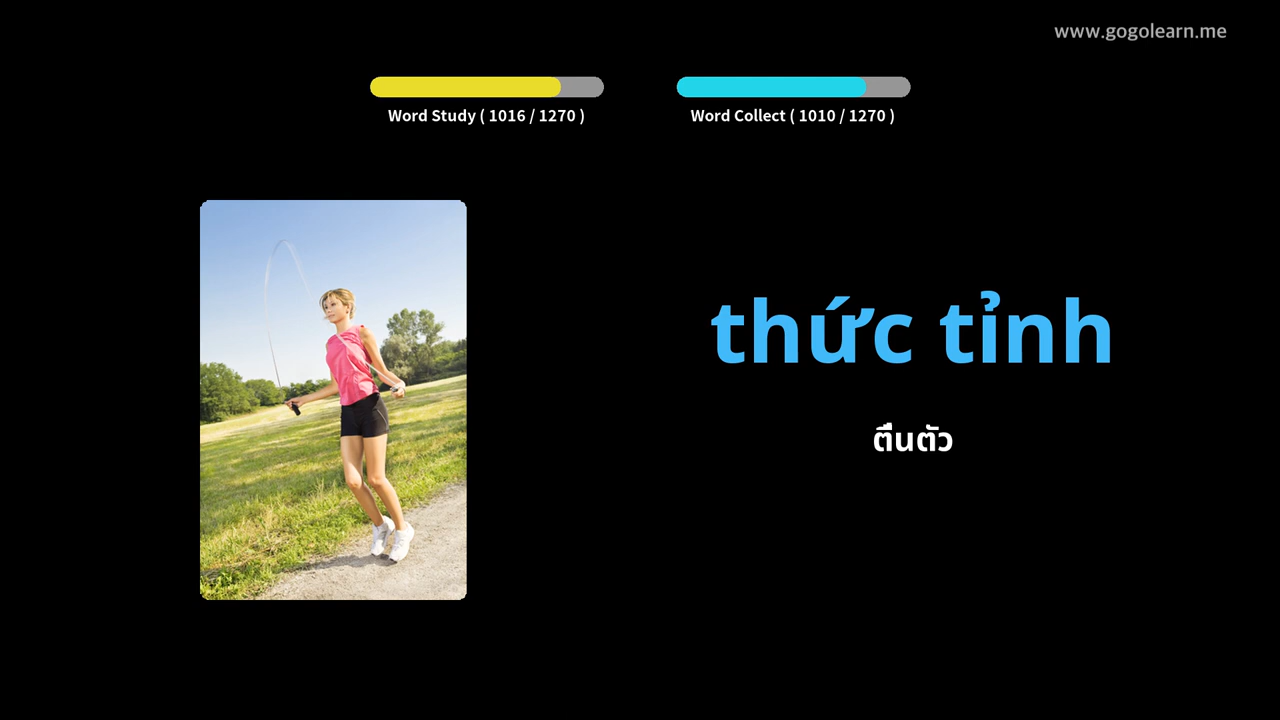 www.gogolearn.me
Word Study ( 1016 / 1270 )
Word Collect ( 1010 / 1270 )
thức tỉnh
ตื่นตัว